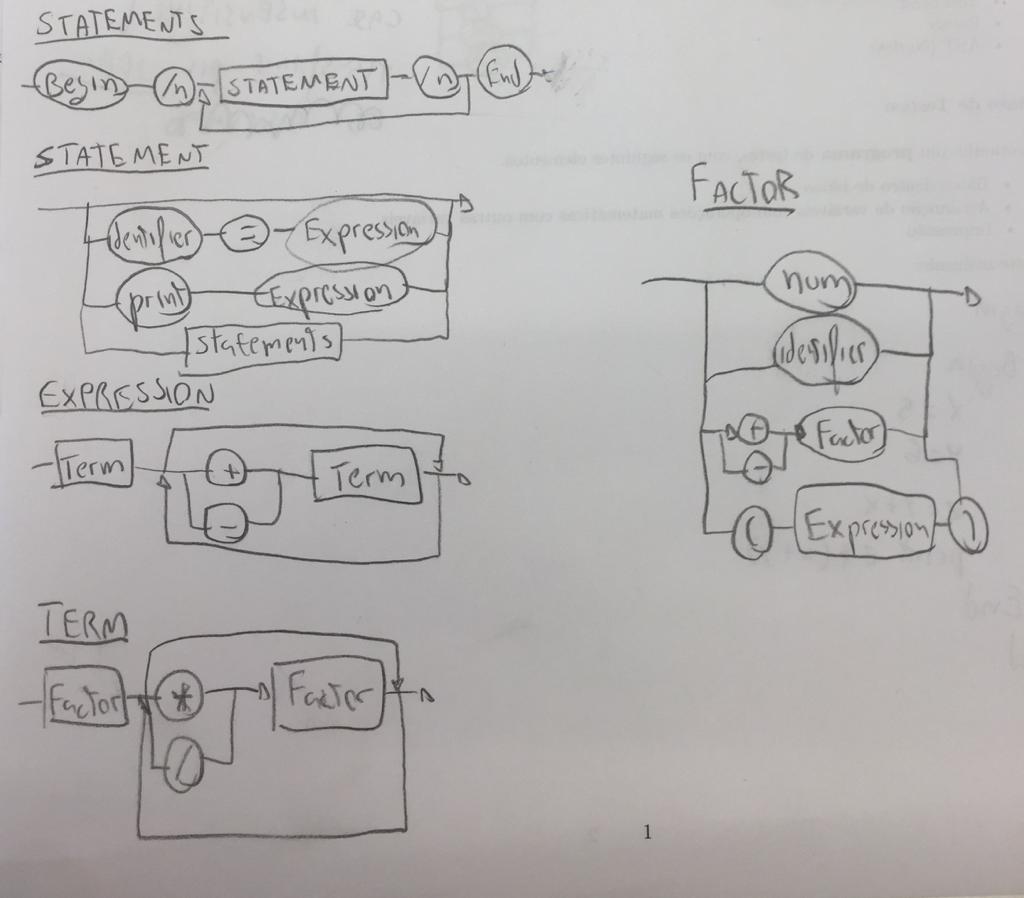 STATEMENTS
Begin /n STATEMENT /n End
STATEMENT
identifier = Expression
print Expression
Statements
EXPRESSION
Term + Term
-
TERM
Factor * Factor
/
FACTOR
num
identifier
+ Factor
-
( Expression )
1